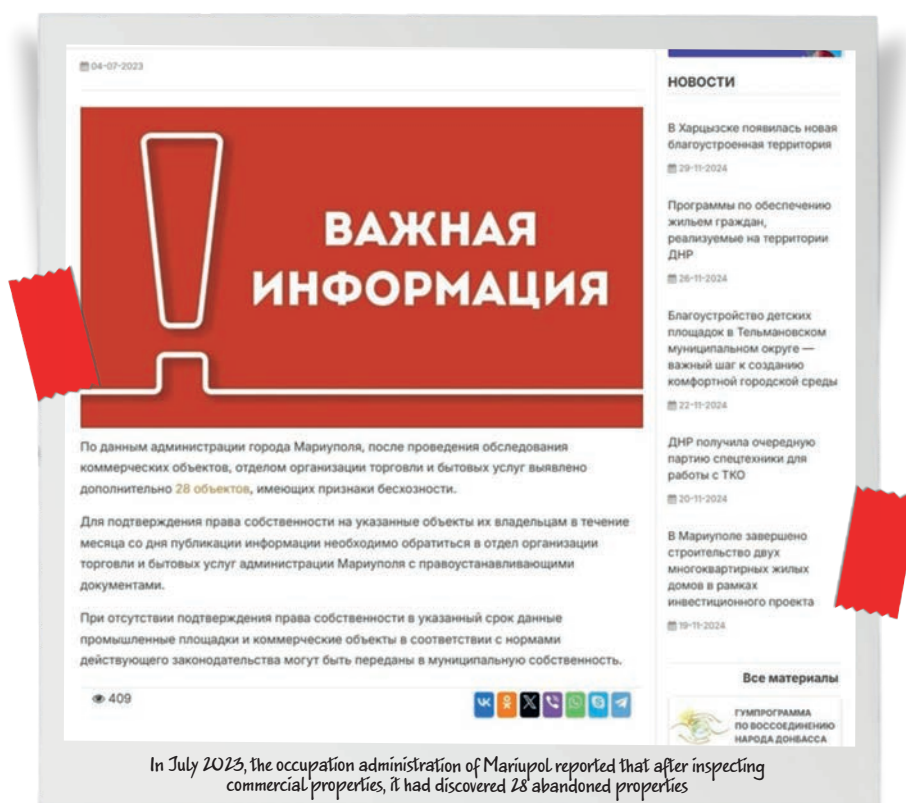 04-07-2023
ВАЖНАЯ
ИНФОРМАЦИЯ
По данным администрации города Мариуполя, после проведения обследования
коммерческих объектов, отделом организации торговли и бытовых услуг выявлено
дополнительно 28 объектов, имеющих признаки бесхозности.
Для подтверждения права собственности на указанные объекты их владельцам в течение
месяца со дня публикации информации необходимо обратиться в отдел организации
торговли и бытовых услуг администрации Мариуполя с правоустанавливающими
документами.
При отсутствии подтверждения права собственности в указанный срок данные
промышленные площадки и коммерческие объекты в соответствии с нормами
действующего законодательства могут быть переданы в муниципальную собственность.
409
НОВОСТИ
В Харцызске появилась новая
благоустроенная территория
29-11-2024
Программы по обеспечению
жильем граждан,
реализуемые на территории
ДНР
26-11-2024
Благоустройство детских
площадок в Тельмановском
муниципальном округе —
важный шаг к созданию
комфортной городской среды
22-11-2024
ДНР получила очередную
партию спецтехники для
работы с ТКО
20-11-2024
В Мариуполе завершено
строительство двух
многоквартирных жилых
домов в рамках
инвестиционного проекта
19-11-2024
Все материалы
ГУМПРОГРАММА
ПО ВОССОЕДИНЕНИЮ
НАРОДА ДОНБАССА
In July 2023, the occupation administration of Mariupol reported that after inspecting
commercial properties, it had discovered 28 abandoned properties